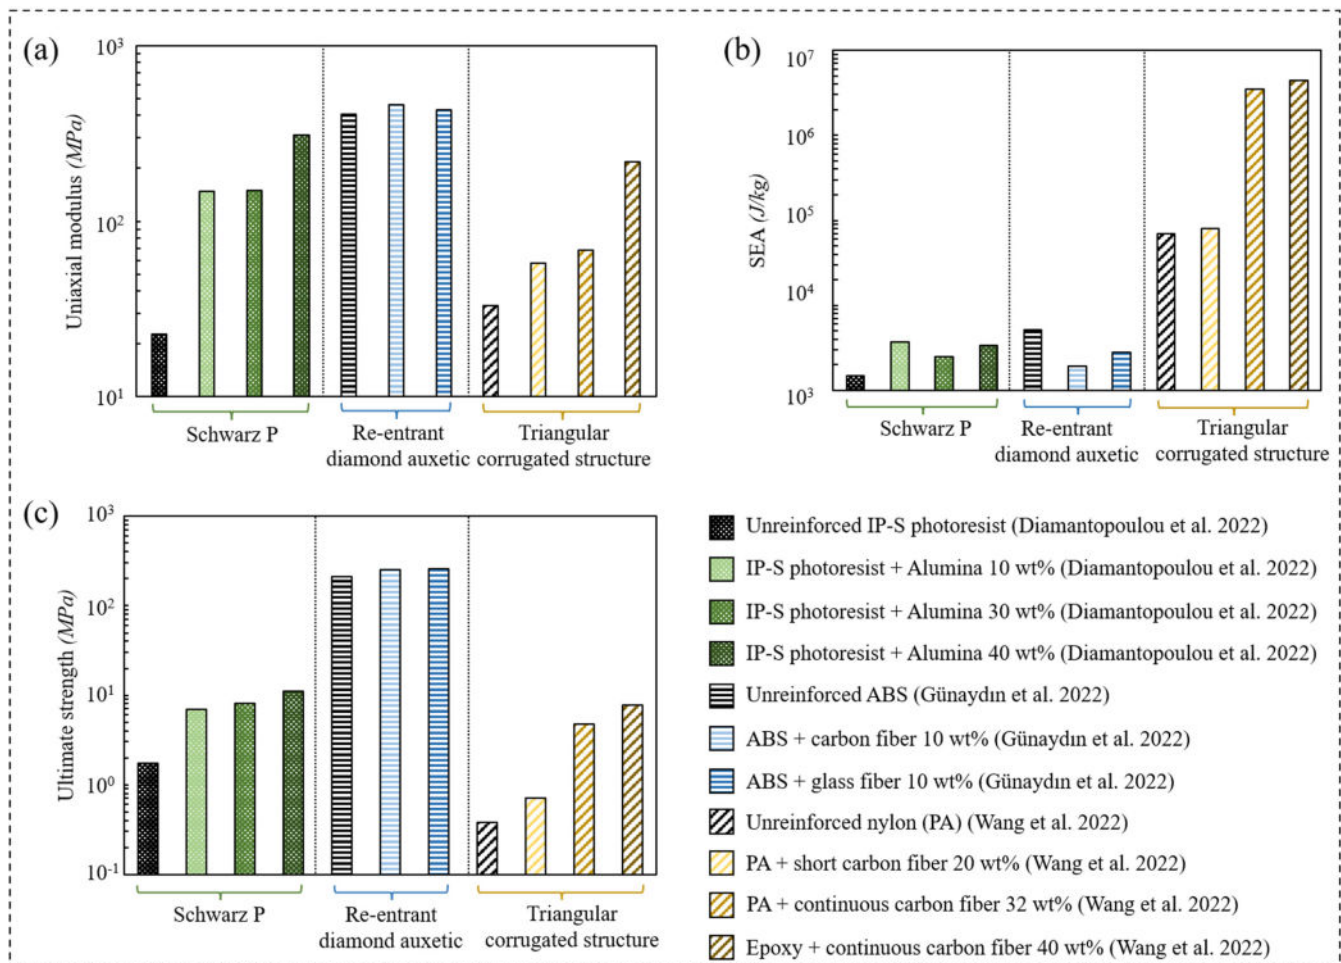 (a)
10³
10²
10¹
Uniaxial modulus (MPa)
Schwarz P
Re-entrant
diamond auxetic
Triangular
corrugated structure
(b)
10⁷
10⁶
10⁵
10⁴
10³
SEA (J/kg)
Schwarz P
Re-entrant
diamond auxetic
Triangular
corrugated structure
(c)
10³
10²
10¹
10⁰
10⁻¹
Ultimate strength (MPa)
Schwarz P
Re-entrant
diamond auxetic
Triangular
corrugated structure
Unreinforced IP-S photoresist (Diamantopoulou et al. 2022)
IP-S photoresist + Alumina 10 wt% (Diamantopoulou et al. 2022)
IP-S photoresist + Alumina 30 wt% (Diamantopoulou et al. 2022)
IP-S photoresist + Alumina 40 wt% (Diamantopoulou et al. 2022)
Unreinforced ABS (Günaydın et al. 2022)
ABS + carbon fiber 10 wt% (Günaydın et al. 2022)
ABS + glass fiber 10 wt% (Günaydın et al. 2022)
Unreinforced nylon (PA) (Wang et al. 2022)
PA + short carbon fiber 20 wt% (Wang et al. 2022)
PA + continuous carbon fiber 32 wt% (Wang et al. 2022)
Epoxy + continuous carbon fiber 40 wt% (Wang et al. 2022)